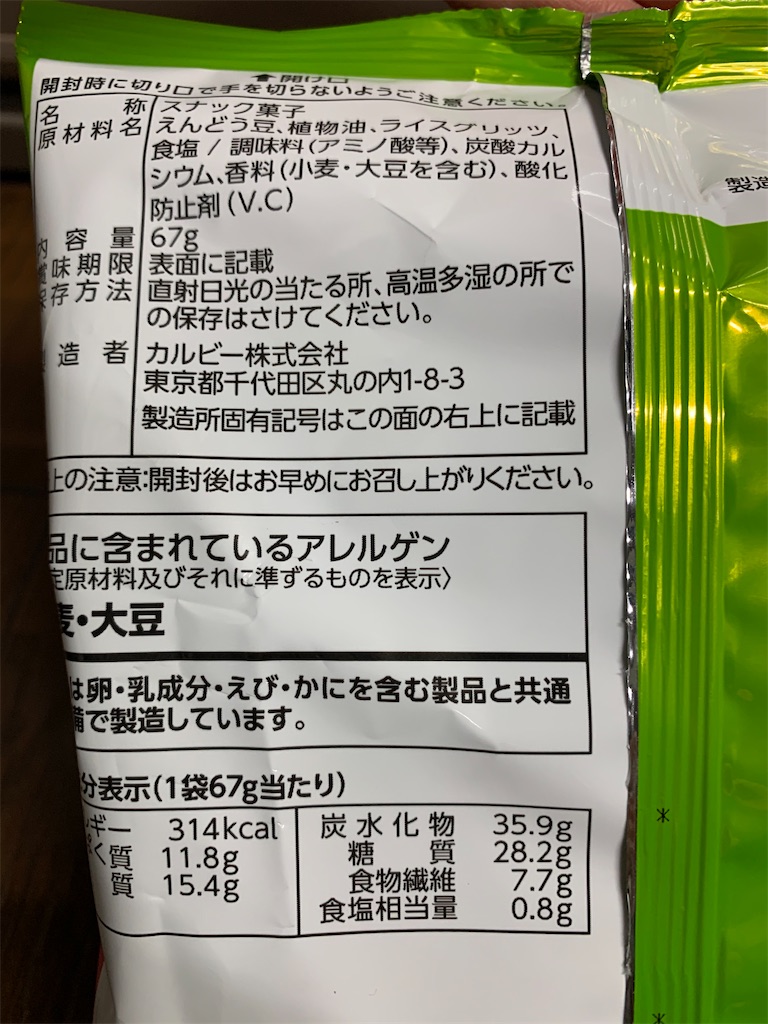 開け口
開封時に切り口で手を切らないようご注意ください。
名称 スナック菓子
原材料名 えんどう豆、植物油、ライスグリッツ、
食塩 / 調味料(アミノ酸等)、炭酸カル
シウム、香料(小麦・大豆を含む)、酸化
防止剤(V.C)
内容量 67g
味期限 表面に記載
存方法 直射日光の当たる所、高温多湿の所で
の保存はさけてください。
造者 カルビー株式会社
東京都千代田区丸の内1-8-3
製造所固有記号はこの面の右上に記載
上の注意:開封後はお早めにお召し上がりください。
品に含まれているアレルゲン
定原材料及びそれに準ずるものを表示〉
麦・大豆
は卵・乳成分・えび・かにを含む製品と共通
備で製造しています。
分表示(1袋67g当たり)
ギー 314kcal
く質 11.8g
質 15.4g
炭水化物 35.9g
糖質 28.2g
食物繊維 7.7g
食塩相当量 0.8g
製造